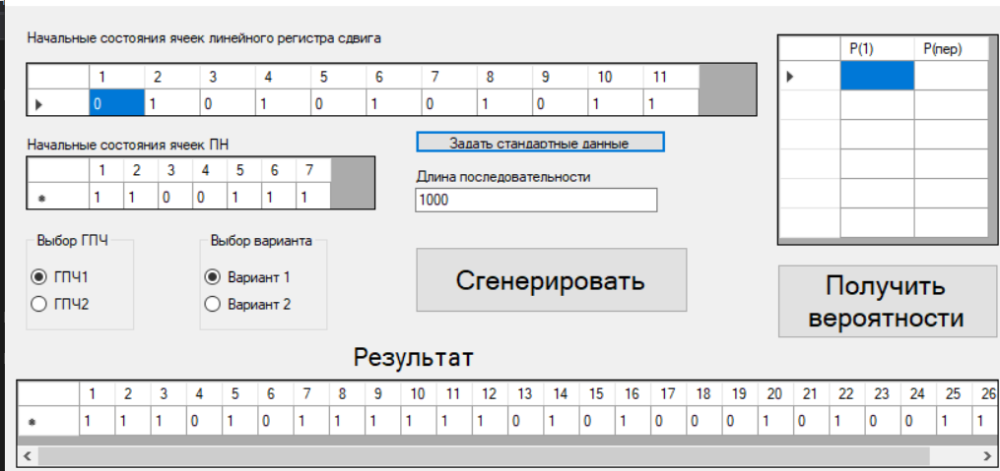 Начальные состояния ячеек линейного регистра сдвига
1 2 3 4 5 6 7 8 9 10 11
0 1 0 1 0 1 0 1 0 1 1
P(1) P(пер)
Начальные состояния ячеек ПН
1 2 3 4 5 6 7
1 1 0 0 1 1 1
Задать стандартные данные
Длина последовательности
1000
Выбор ГПЧ
ГПЧ1
ГПЧ2
Выбор варианта
Вариант 1
Вариант 2
Сгенерировать
Получить
вероятности
Результат
1 2 3 4 5 6 7 8 9 10 11 12 13 14 15 16 17 18 19 20 21 22 23 24 25 26
1 1 1 0 1 0 1 1 1 1 1 1 0 1 0 1 0 0 0 1 0 1 0 0 1 1